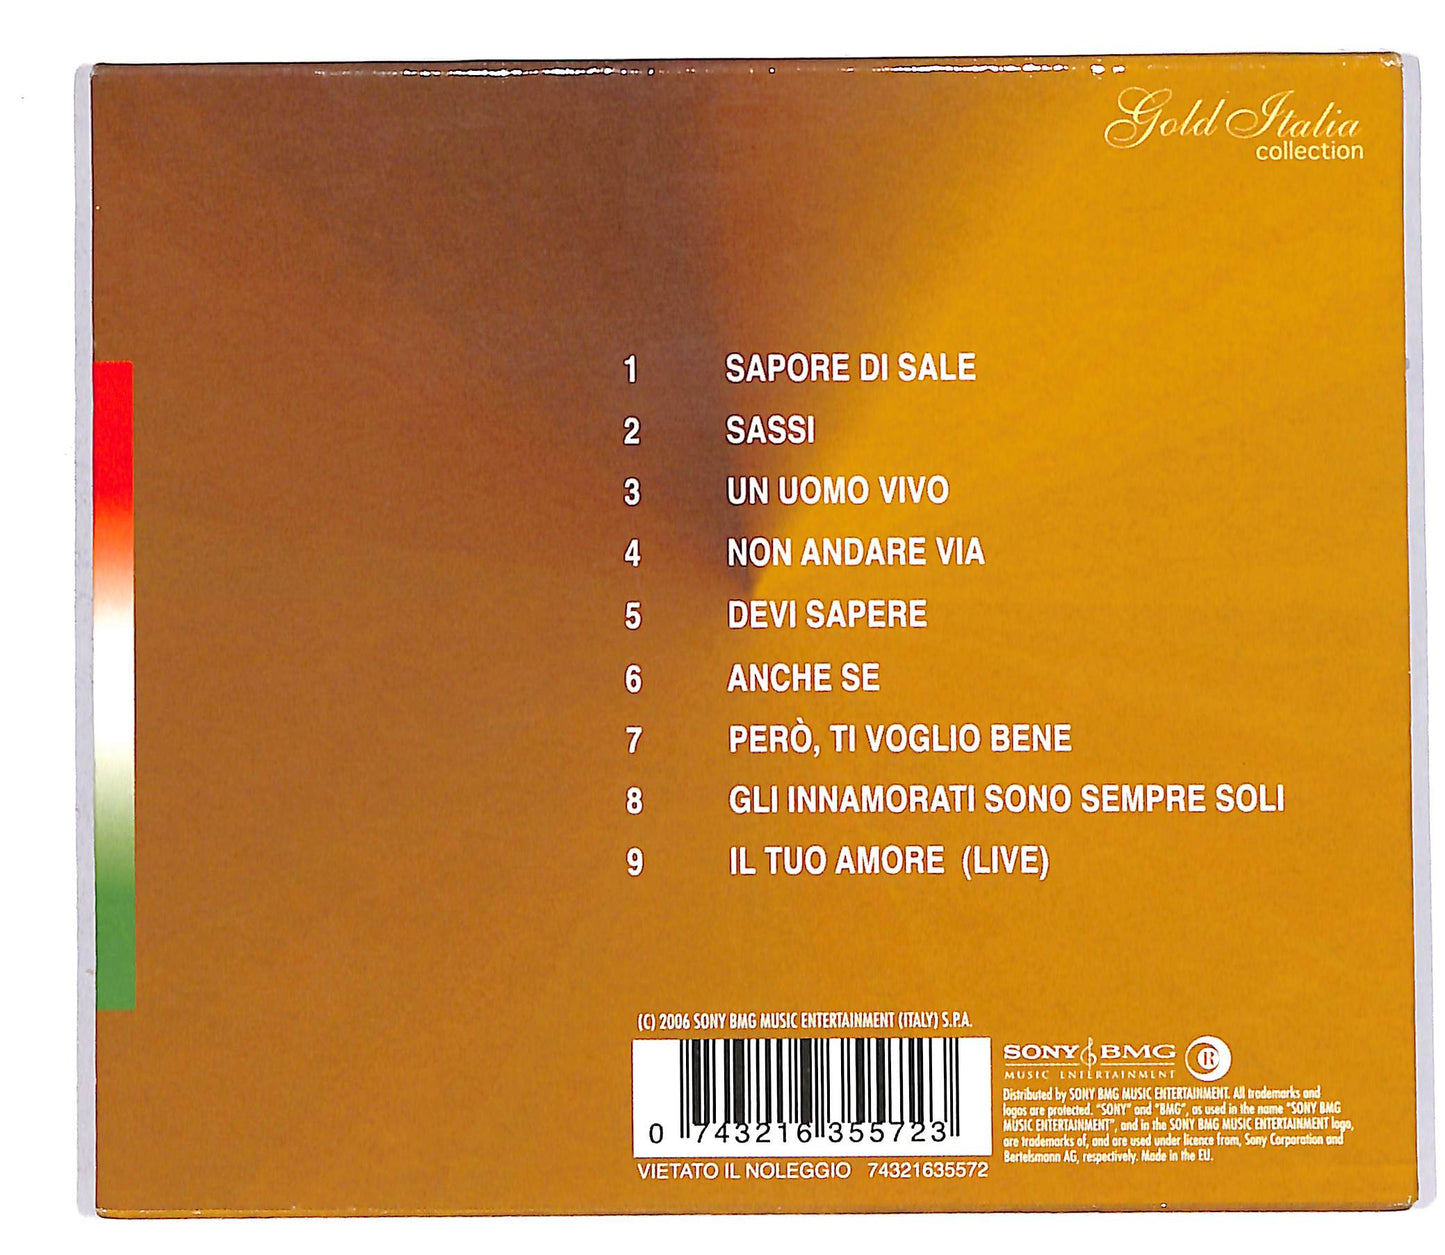 Gold Italia
collection
1 SAPORE DI SALE
2 SASSI
3 UN UOMO VIVO
4 NON ANDARE VIA
5 DEVI SAPERE
6 ANCHE SE
7 PERÒ, TI VOGLIO BENE
8 GLI INNAMORATI SONO SEMPRE SOLI
9 IL TUO AMORE (LIVE)
(C) 2006 SONY BMG MUSIC ENTERTAINMENT (ITALY) S.P.A.
0 743216 355723
VIETATO IL NOLEGGIO 74321635572
SONY BMG
MUSIC ENTERTAINMENT
R
Distributed by SONY BMG MUSIC ENTERTAINMENT. All trademarks and
logos are protected. "SONY" and "BMG", as used in the name "SONY BMG
MUSIC ENTERTAINMENT", and in the SONY BMG MUSIC ENTERTAINMENT logo,
are trademarks of, and are used under licence from, Sony Corporation and
Bertelsmann AG, respectively. Made in the EU.